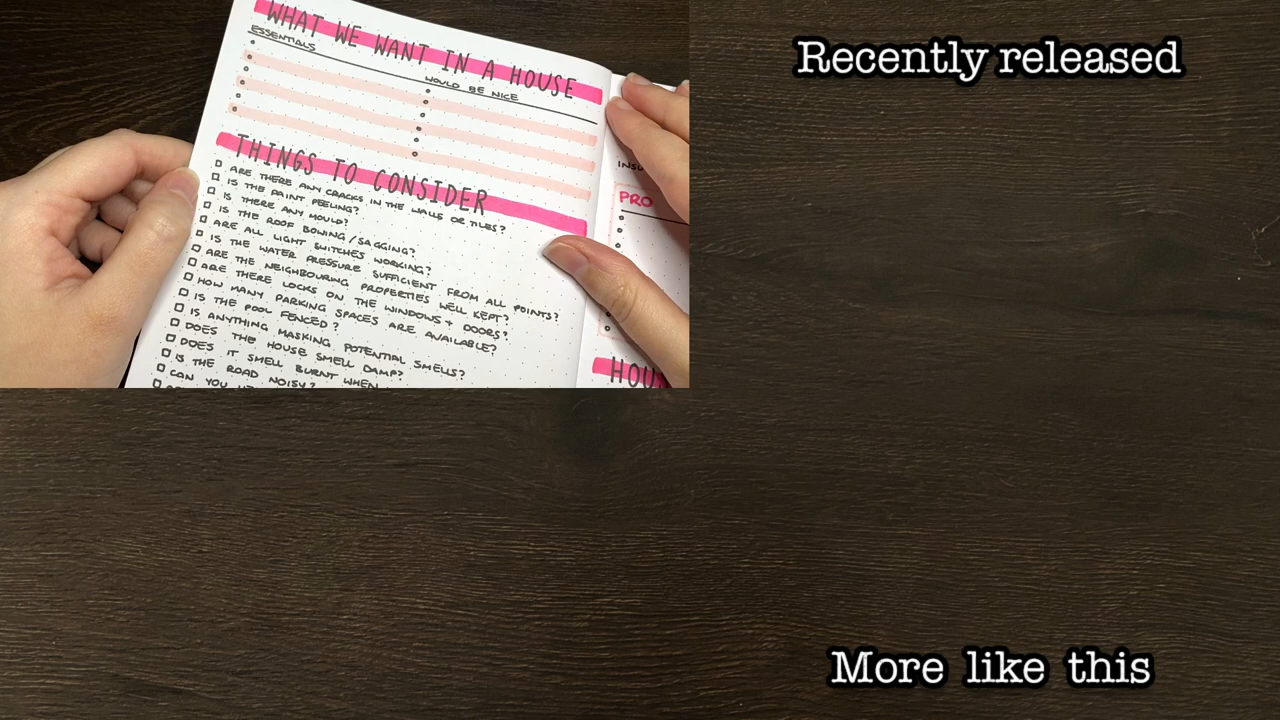 WHAT WE WANT IN A HOUSE
ESSENTIALS
WOULD BE NICE
THINGS TO CONSIDER
ARE THERE ANY CRACKS IN THE WALLS OR TILES?
IS THE PAINT PEELING?
IS THERE ANY MOULD?
IS THE ROOF BOWING/SAGGING?
ARE ALL LIGHT SWITCHES WORKING?
IS THE WATER PRESSURE SUFFICIENT FROM ALL POINTS?
ARE THE NEIGHBOURING PROPERTIES WELL KEPT?
ARE THERE LOCKS ON THE WINDOWS + DOORS?
HOW MANY PARKING SPACES ARE AVAILABLE?
IS THE POOL FENCED?
IS ANYTHING MASKING POTENTIAL SMELLS?
DOES THE HOUSE SMELL DAMP?
DOES IT SMELL BURNT WHEN
IS THE ROAD NOISY?
CAN YOU
PRO
HOU
Recently released
More like this